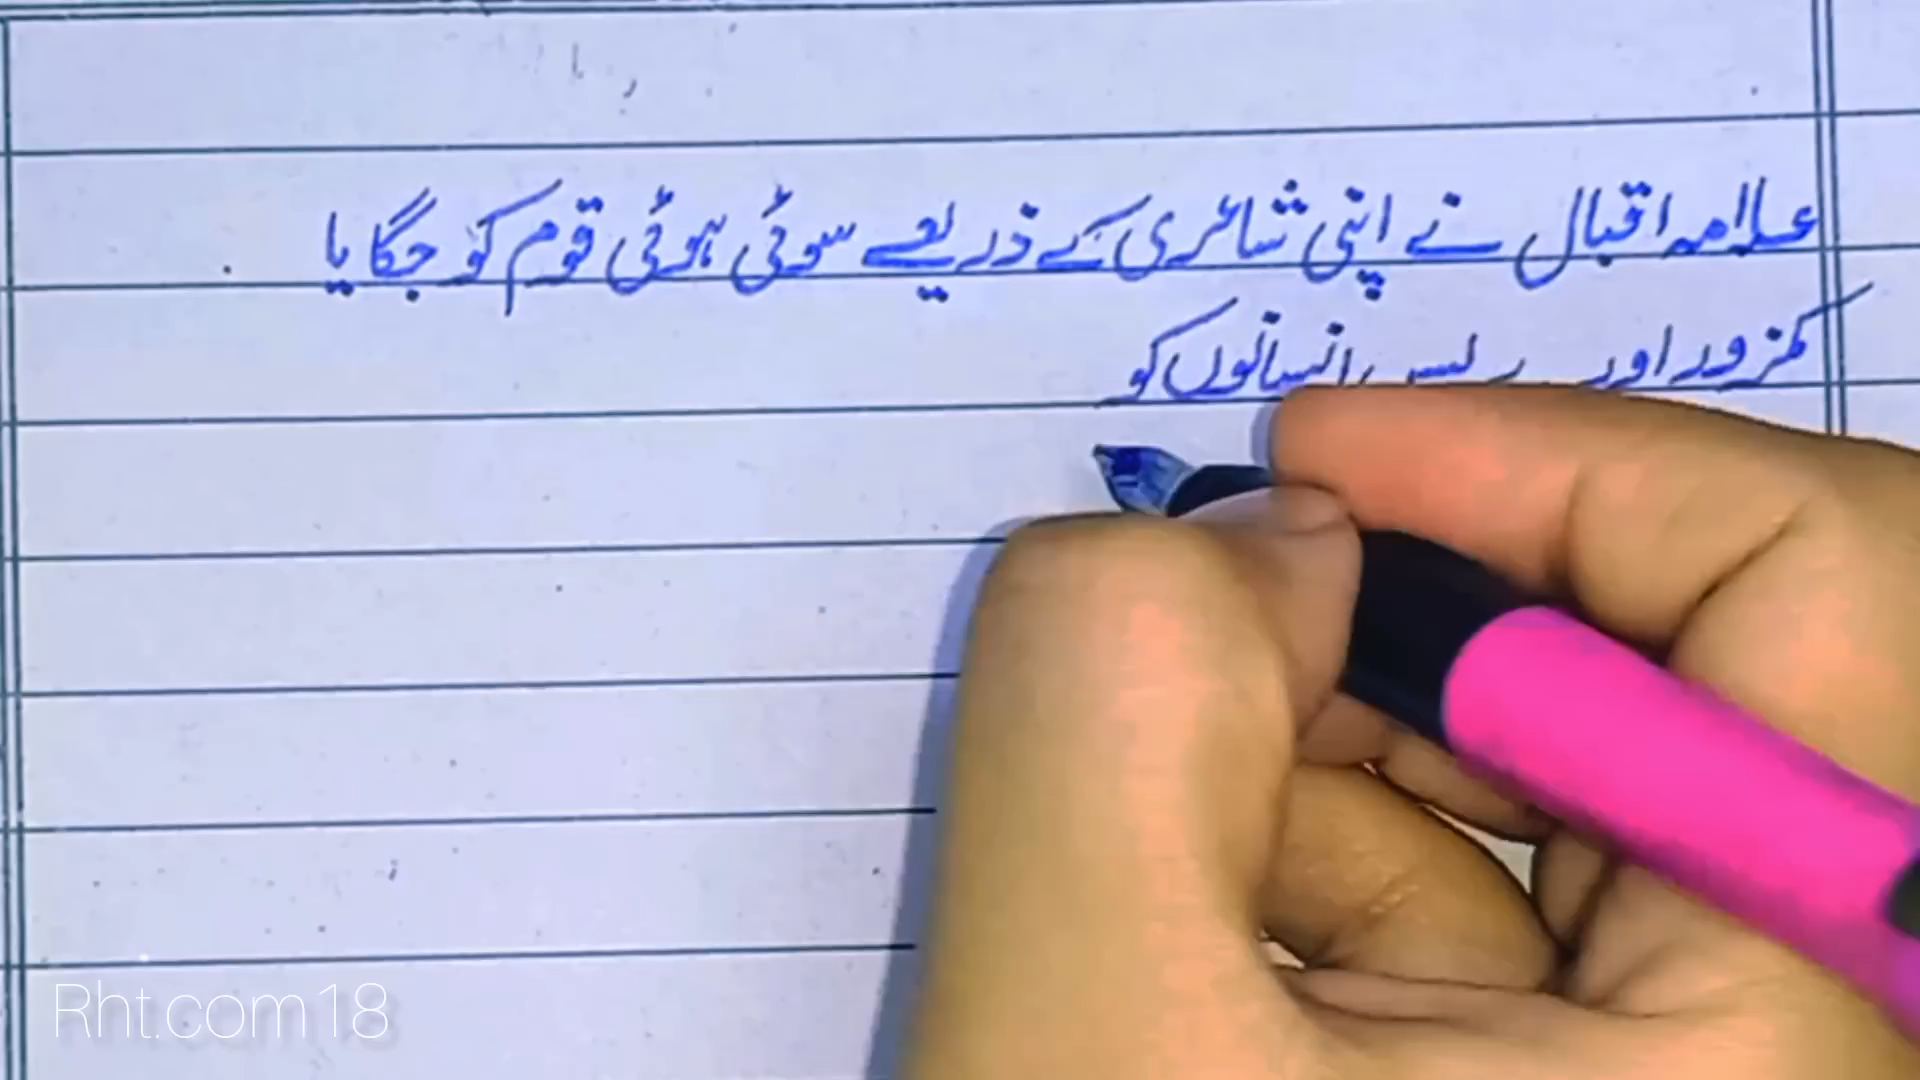 علامہ اقبال نے اپنی شاعری کے ذریعے سوئی ہوئی قوم کو جگایا
کمزور اور انسانوں کو
Rht.com18